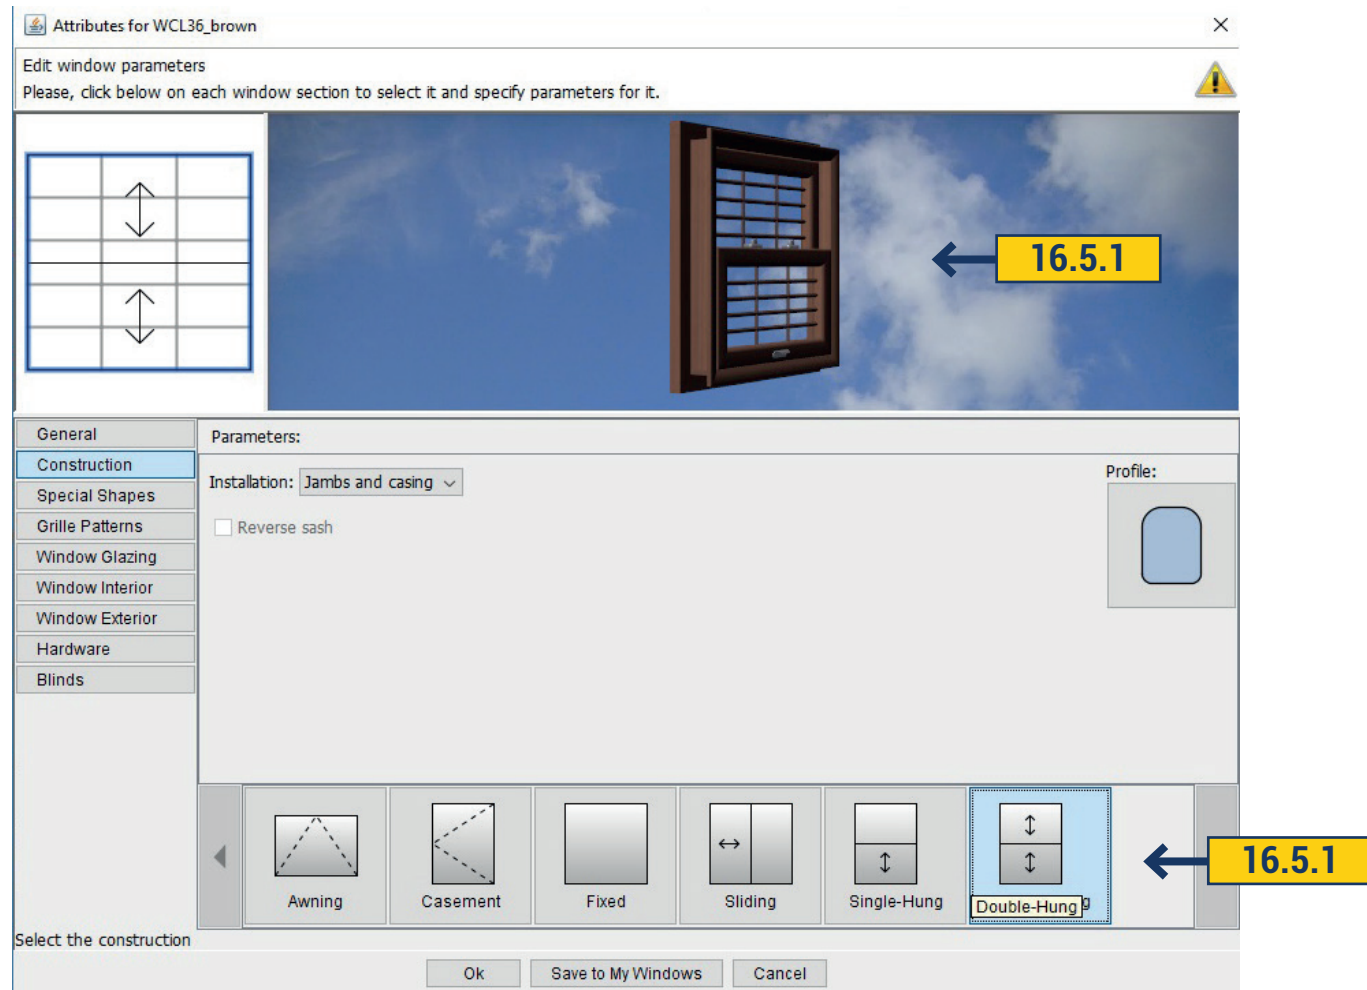 Attributes for WCL36_brown
Edit window parameters
Please, click below on each window section to select it and specify parameters for it.
16.5.1
General
Construction
Special Shapes
Grille Patterns
Window Glazing
Window Interior
Window Exterior
Hardware
Blinds
Parameters:
Installation: Jambs and casing
Reverse sash
Profile:
Awning
Casement
Fixed
Sliding
Single-Hung
Double-Hung
16.5.1
Select the construction
Ok
Save to My Windows
Cancel